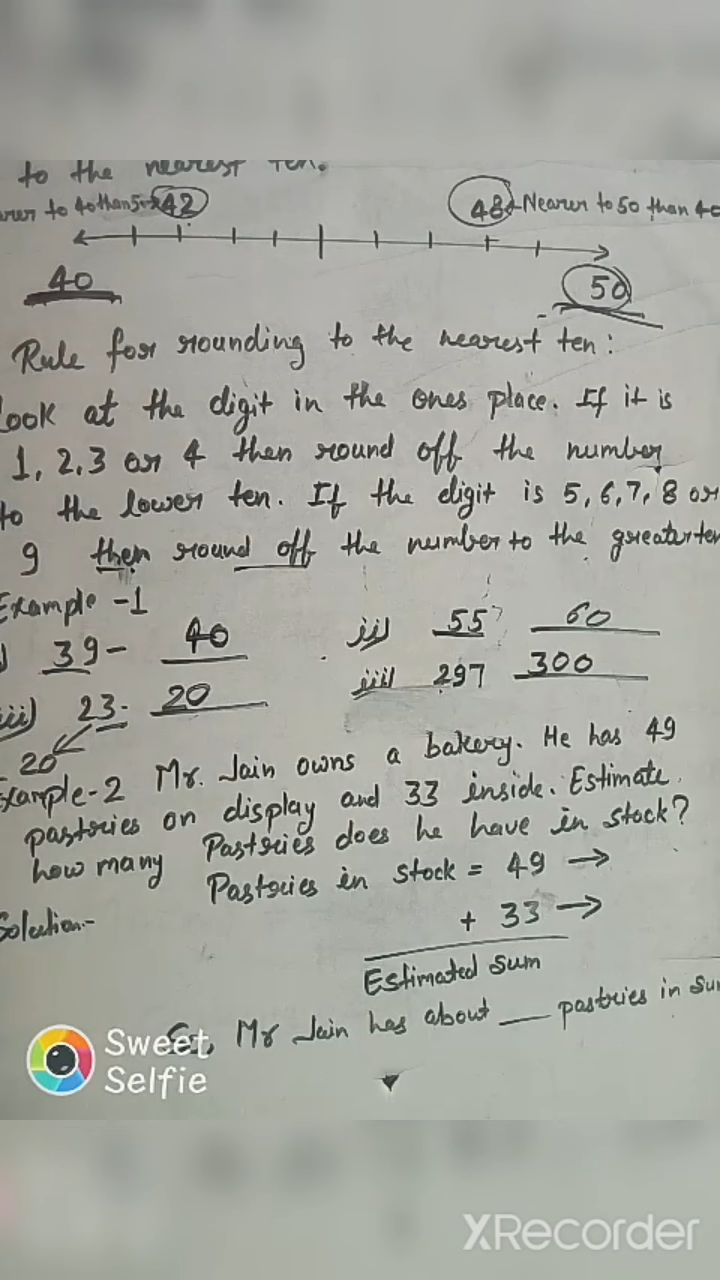 to the nearest ten.
to 40 than 50 42
48 Nearer to 50 than 40
40
50
Rule for rounding to the nearest ten:
Look at the digit in the ones place. If it is
1, 2, 3 or 4 then round off the number
to the lower ten. If the digit is 5, 6, 7, 8 or
9 then round off the number to the greater ten
Example -1
39 - 40
ii) 55 60
iii) 23 - 20
iiii) 297 300
20
Example-2 Mr. Jain owns a bakery. He has 49
pastries on display and 33 inside. Estimate
how many Pastries does he have in stock?
Solution:-
Pastries in stock = 49 →
+ 33 →
Estimated Sum
So, Mr Jain has about ___ pastries in
Sweet
Selfie
XRecorder